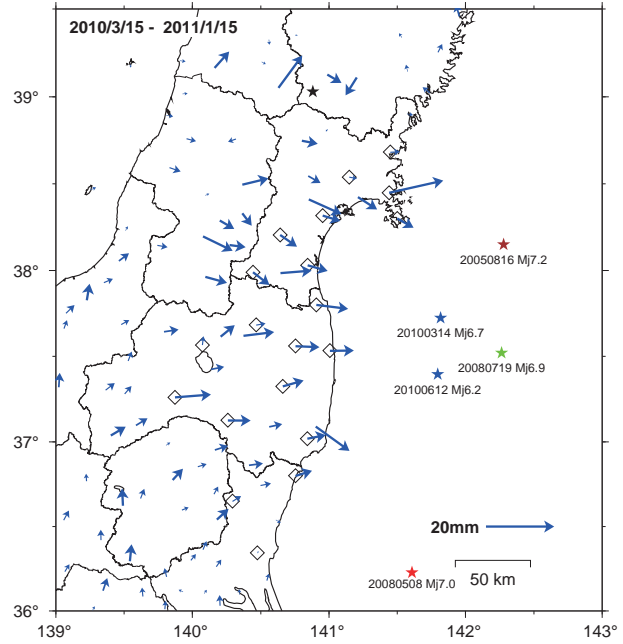 2010/3/15 - 2011/1/15
39°
38°
20050816 Mj7.2
20100314 Mj6.7
20080719 Mj6.9
20100612 Mj6.2
37°
20mm
50 km
20080508 Mj7.0
36°
139° 140° 141° 142° 143°